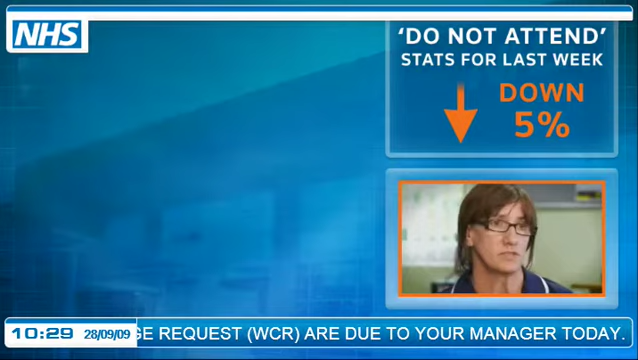 NHS
‘DO NOT ATTEND’
STATS FOR LAST WEEK
DOWN
5%
10:29 28/09/09 REQUEST (WCR) ARE DUE TO YOUR MANAGER TODAY.